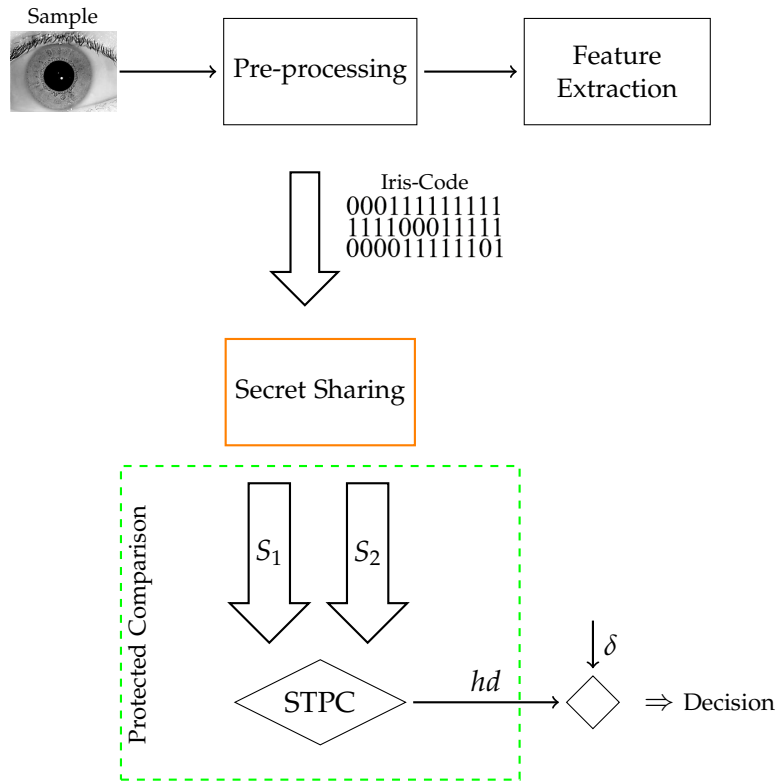 Sample
Pre-processing
Feature
Extraction
Iris-Code
000111111111
111100011111
000011111101
Secret Sharing
Protected Comparison
S₁
S₂
STPC
hd
δ
⇒ Decision